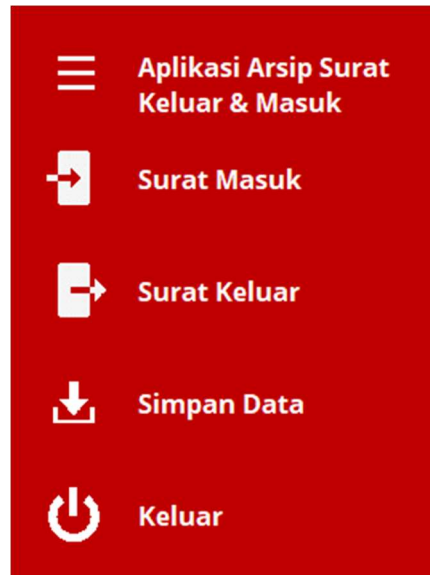 Aplikasi Arsip Surat
Keluar & Masuk
Surat Masuk
Surat Keluar
Simpan Data
Keluar